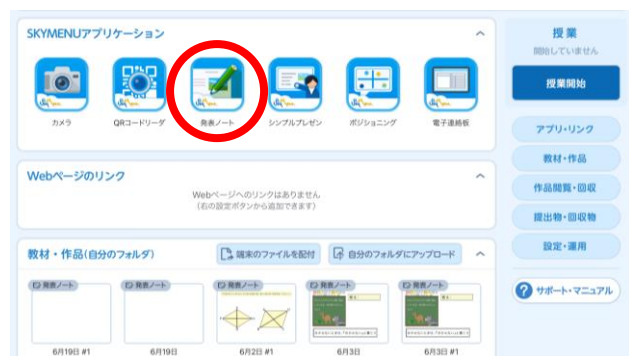 SKYMENUアプリケーション
カメラ
QRコードリーダ
発表ノート
シンプルプレゼン
ポジショニング
電子連絡板
Webページのリンク
Webページへのリンクはありません
(右の設定ボタンから追加できます)
教材・作品(自分のフォルダ)
端末のファイルを配付
自分のフォルダにアップロード
発表ノート
発表ノート
発表ノート
発表ノート
発表ノート
6月19日 #1
6月19日
6月2日 #1
6月3日
6月3日 #1
授業
開始していません
授業開始
アプリ・リンク
教材・作品
作品閲覧・回収
提出物・回収物
設定・運用
サポート・マニュアル